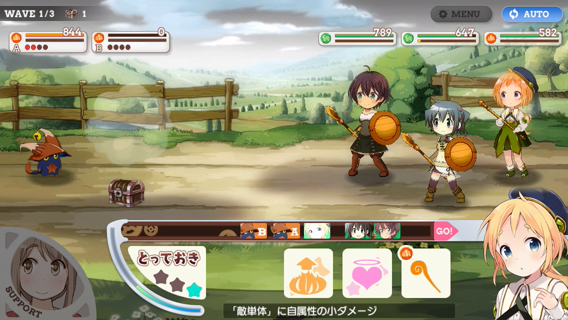 WAVE 1/3 1
MENU
AUTO
844
A
0
B
789
647
582
B A GO!
とっておき
SUPPORT
「敵単体」に自属性の小ダメージ